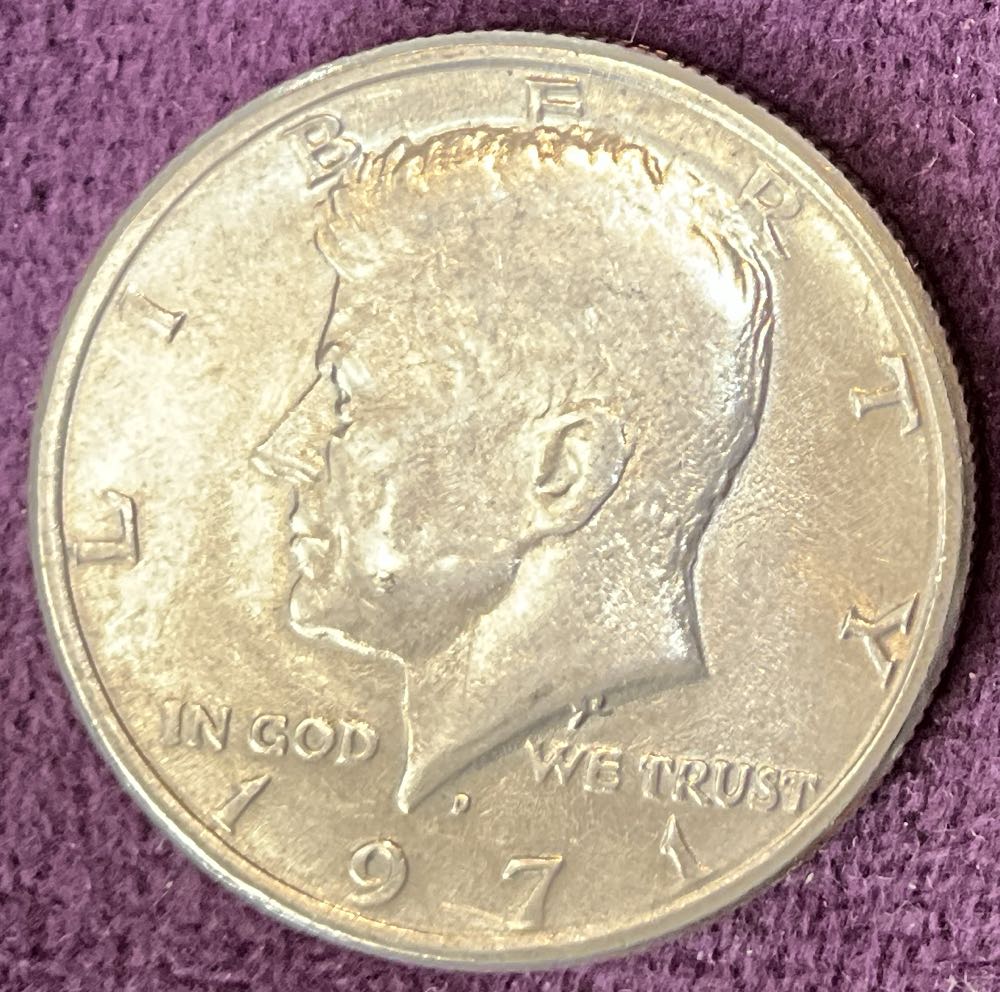 LIBERTY
IN GOD WE TRUST
D
1971